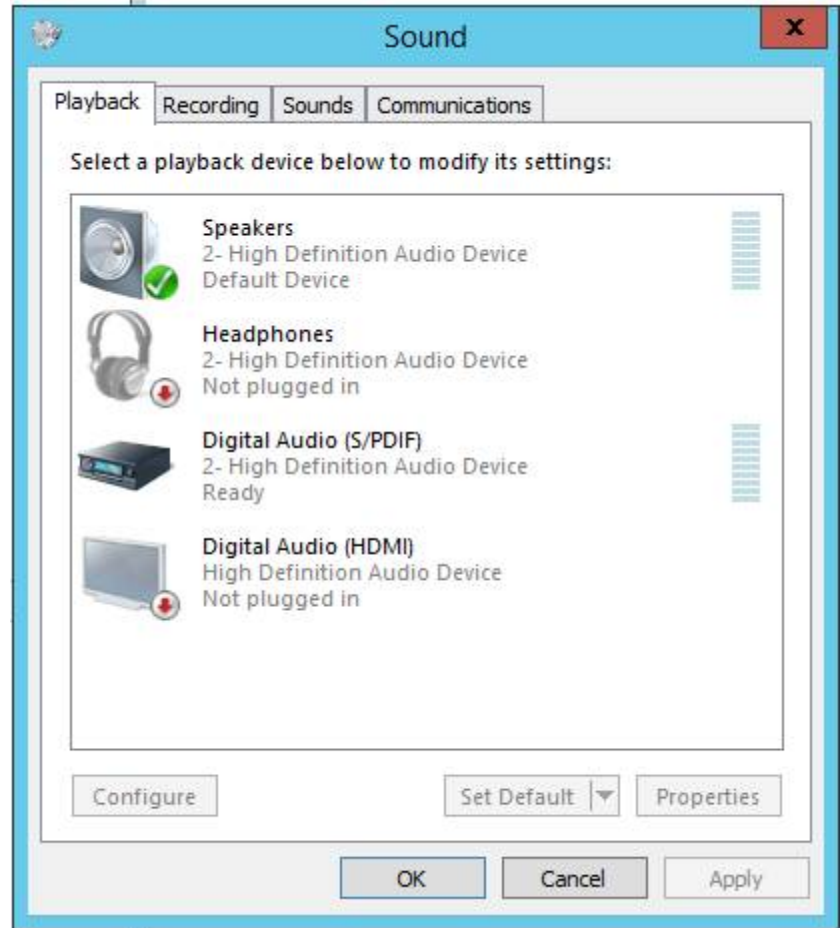 Sound
x
Playback Recording Sounds Communications
Select a playback device below to modify its settings:
Speakers
2- High Definition Audio Device
Default Device
Headphones
2- High Definition Audio Device
Not plugged in
Digital Audio (S/PDIF)
2- High Definition Audio Device
Ready
Digital Audio (HDMI)
High Definition Audio Device
Not plugged in
Configure Set Default Properties
OK Cancel Apply